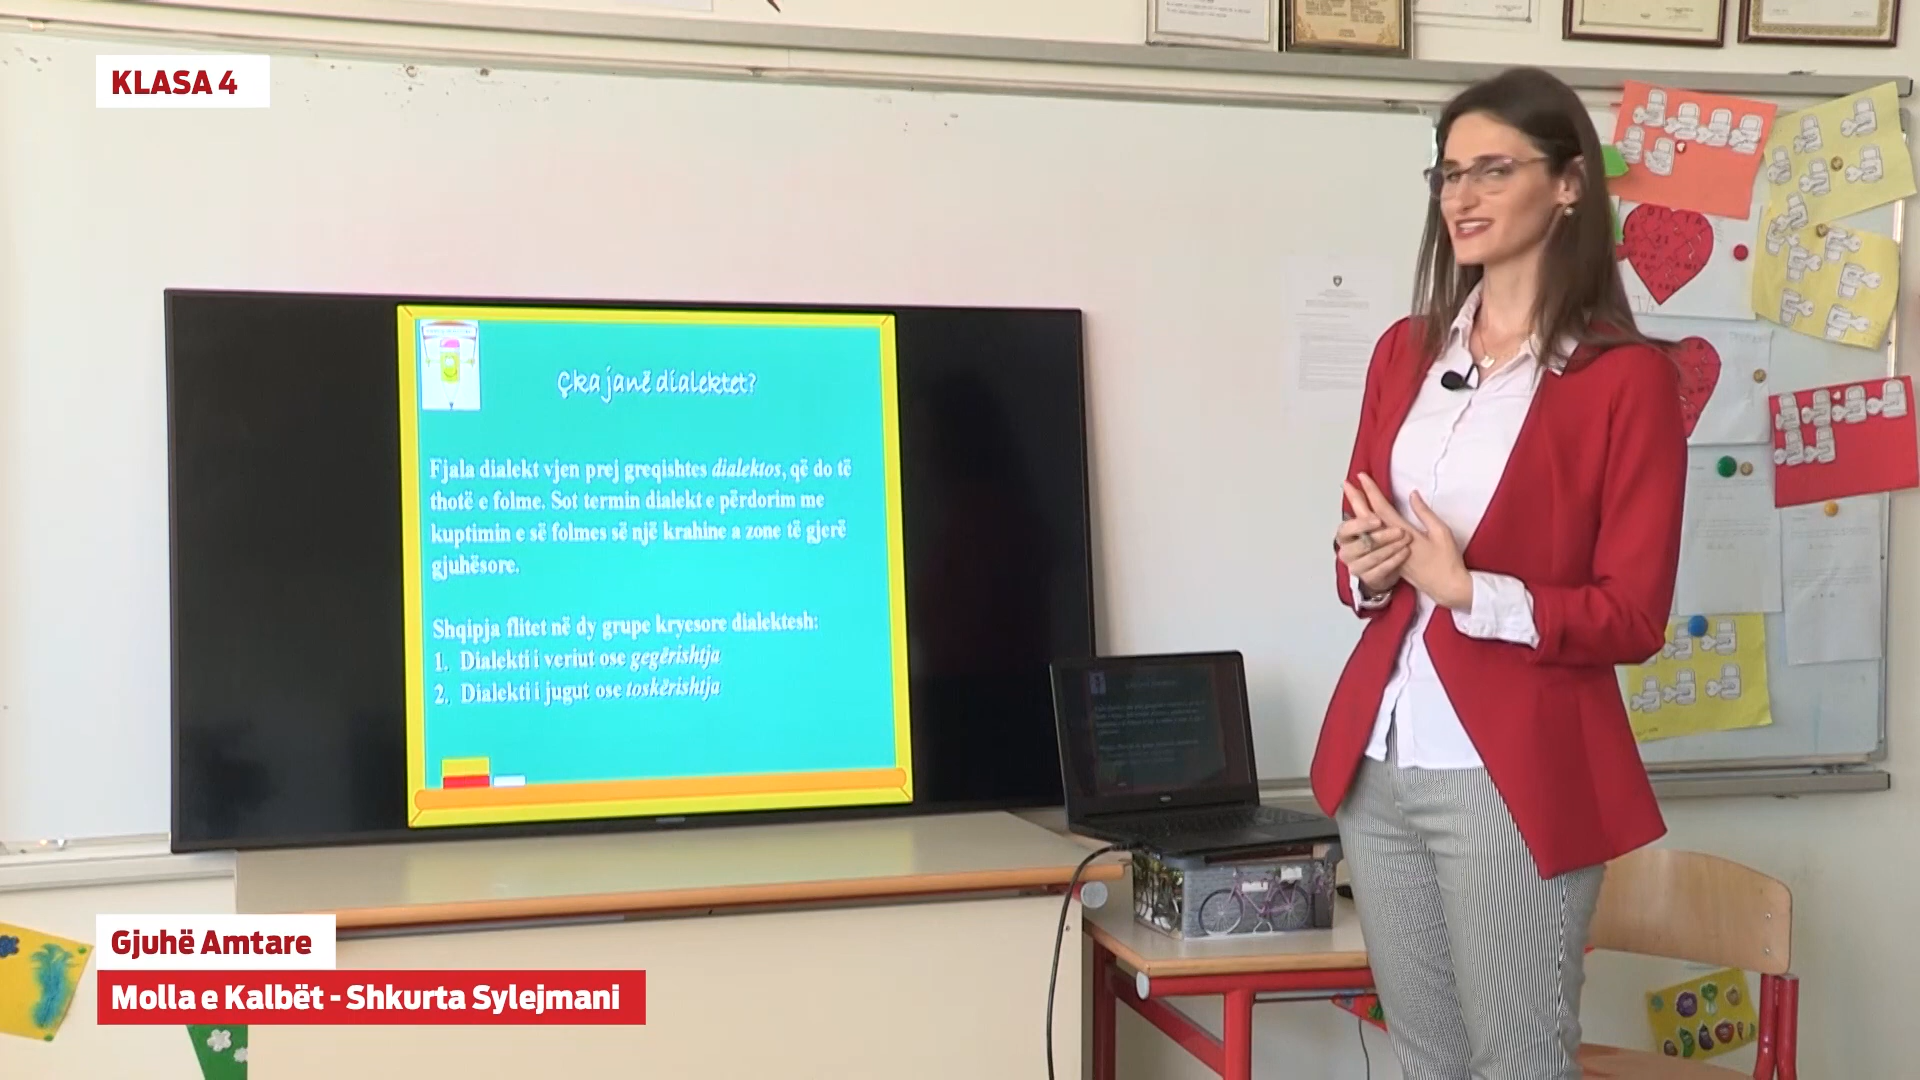 KLASA 4
Çka janë dialektet?
Fjala dialekt vjen prej greqishtes dialektos, që do të
thotë e folme. Sot termin dialekt e përdorim me
kuptimin e së folmes së një krahine a zone të gjerë
gjuhësore.
Shqipja flitet në dy grupe kryesore dialektesh:
1. Dialekti i veriut ose gegërishtja
2. Dialekti i jugut ose toskërishtja
Gjuhë Amtare
Molla e Kalbët - Shkurta Sylejmani